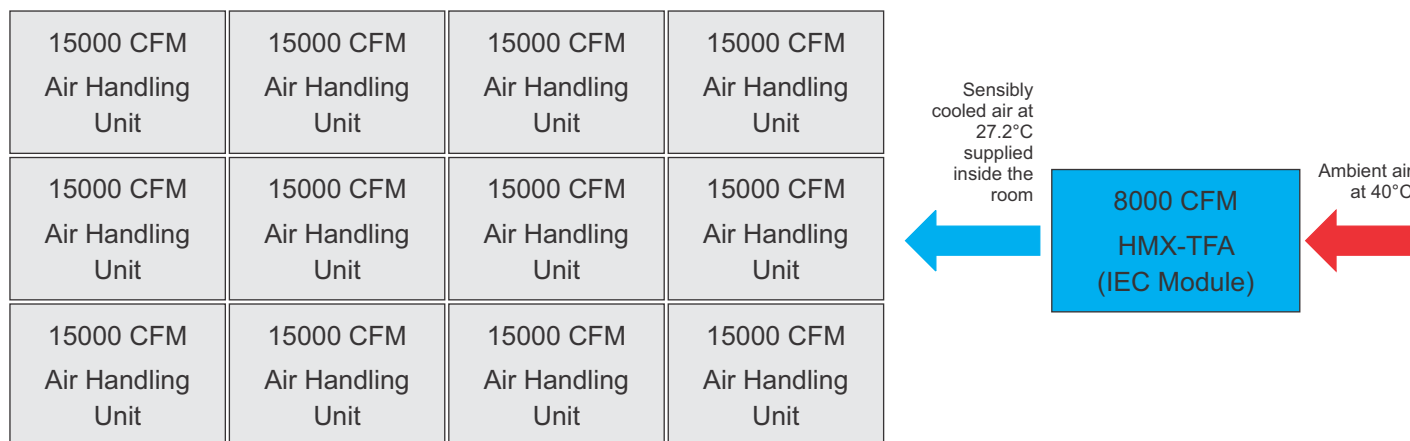 15000 CFM
Air Handling
Unit
15000 CFM
Air Handling
Unit
15000 CFM
Air Handling
Unit
15000 CFM
Air Handling
Unit
15000 CFM
Air Handling
Unit
15000 CFM
Air Handling
Unit
15000 CFM
Air Handling
Unit
15000 CFM
Air Handling
Unit
15000 CFM
Air Handling
Unit
15000 CFM
Air Handling
Unit
15000 CFM
Air Handling
Unit
15000 CFM
Air Handling
Unit
Sensibly
cooled air at
27.2°C
supplied
inside the
room
8000 CFM
HMX-TFA
(IEC Module)
Ambient air
at 40°C